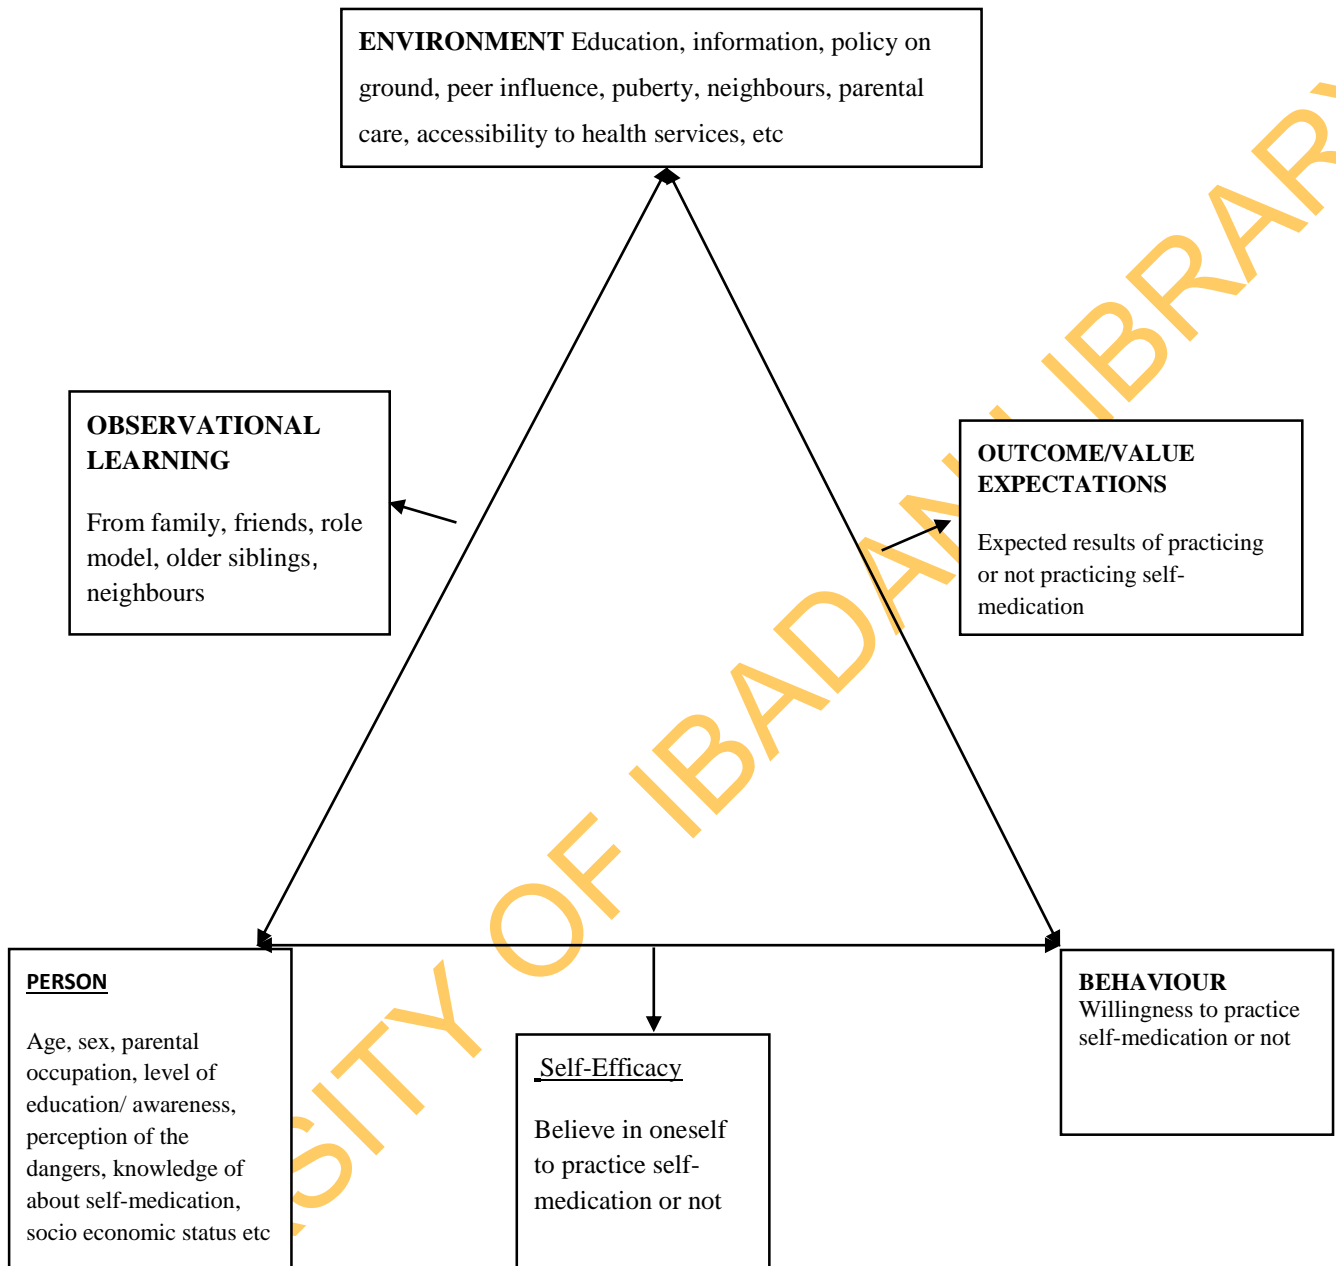 ENVIRONMENT Education, information, policy on
ground, peer influence, puberty, neighbours, parental
care, accessibility to health services, etc
OBSERVATIONAL
LEARNING
From family, friends, role
model, older siblings,
neighbours
OUTCOME/VALUE
EXPECTATIONS
Expected results of practicing
or not practicing self-
medication
PERSON
Age, sex, parental
occupation, level of
education/ awareness,
perception of the
dangers, knowledge of
about self-medication,
socio economic status etc
Self-Efficacy
Believe in oneself
to practice self-
medication or not
BEHAVIOUR
Willingness to practice
self-medication or not
RSITY OF IBADAN LIBRARY